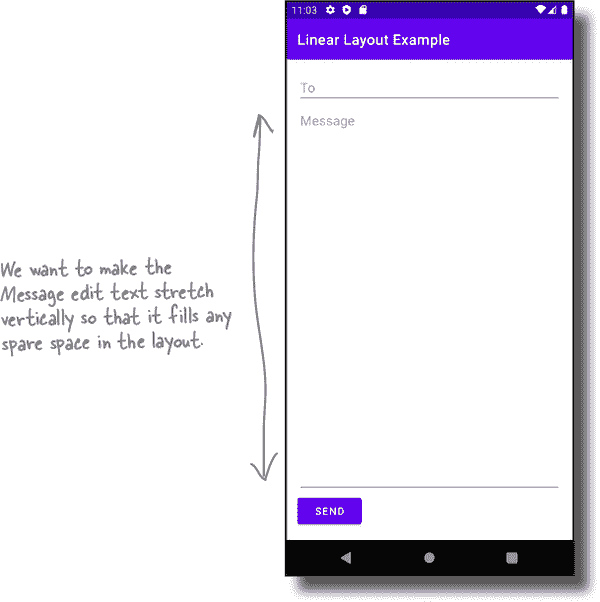 11:03
Linear Layout Example
To
Message
We want to make the
Message edit text stretch
vertically so that it fills any
spare space in the layout.
SEND